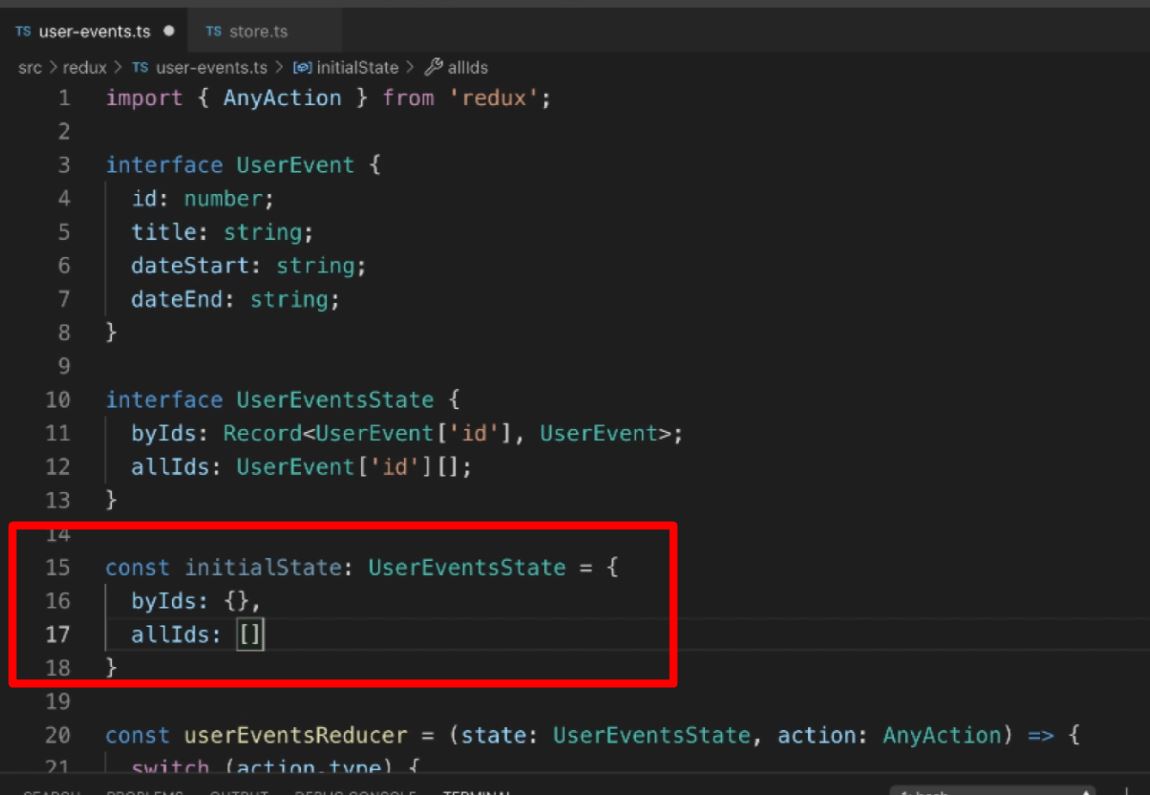 TS user-events.ts ● TS store.ts
src > redux > TS user-events.ts > initialState > allIds
1 import { AnyAction } from 'redux';
2
3 interface UserEvent {
4   id: number;
5   title: string;
6   dateStart: string;
7   dateEnd: string;
8 }
9
10 interface UserEventsState {
11   byIds: Record<UserEvent['id'], UserEvent>;
12   allIds: UserEvent['id'][];
13 }
14
15 const initialState: UserEventsState = {
16   byIds: {},
17   allIds: []
18 }
19
20 const userEventsReducer = (state: UserEventsState, action: AnyAction) => {
21   switch (action.type) {
SEARCH PROBLEMS OUTPUT DEBUG CONSOLE TERMINAL 1: bash